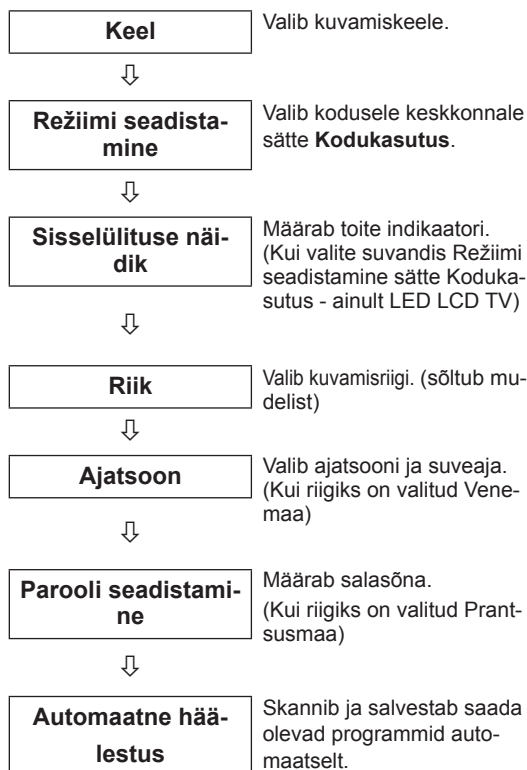 Keel
Valib kuvamiskeele.
⇩
Režiimi seadista-
mine
Valib kodusele keskkonnale
sätte Kodukasutus.
⇩
Sisselülituse näi-
dik
Määrab toite indikaatori.
(Kui valite suvandis Režiimi
seadistamine sätte Koduka-
sutus - ainult LED LCD TV)
⇩
Riik
Valib kuvamisriigi. (sõltub mu-
delist)
⇩
Ajatsoon
Valib ajatsooni ja suveaja.
(Kui riigiks on valitud Vene-
maa)
⇩
Parooli seadistami-
ne
Määrab salasõna.
(Kui riigiks on valitud Prant-
susmaa)
⇩
Automaatne hää-
lestus
Skannib ja salvestab saada
olevad programmid auto-
maatselt.